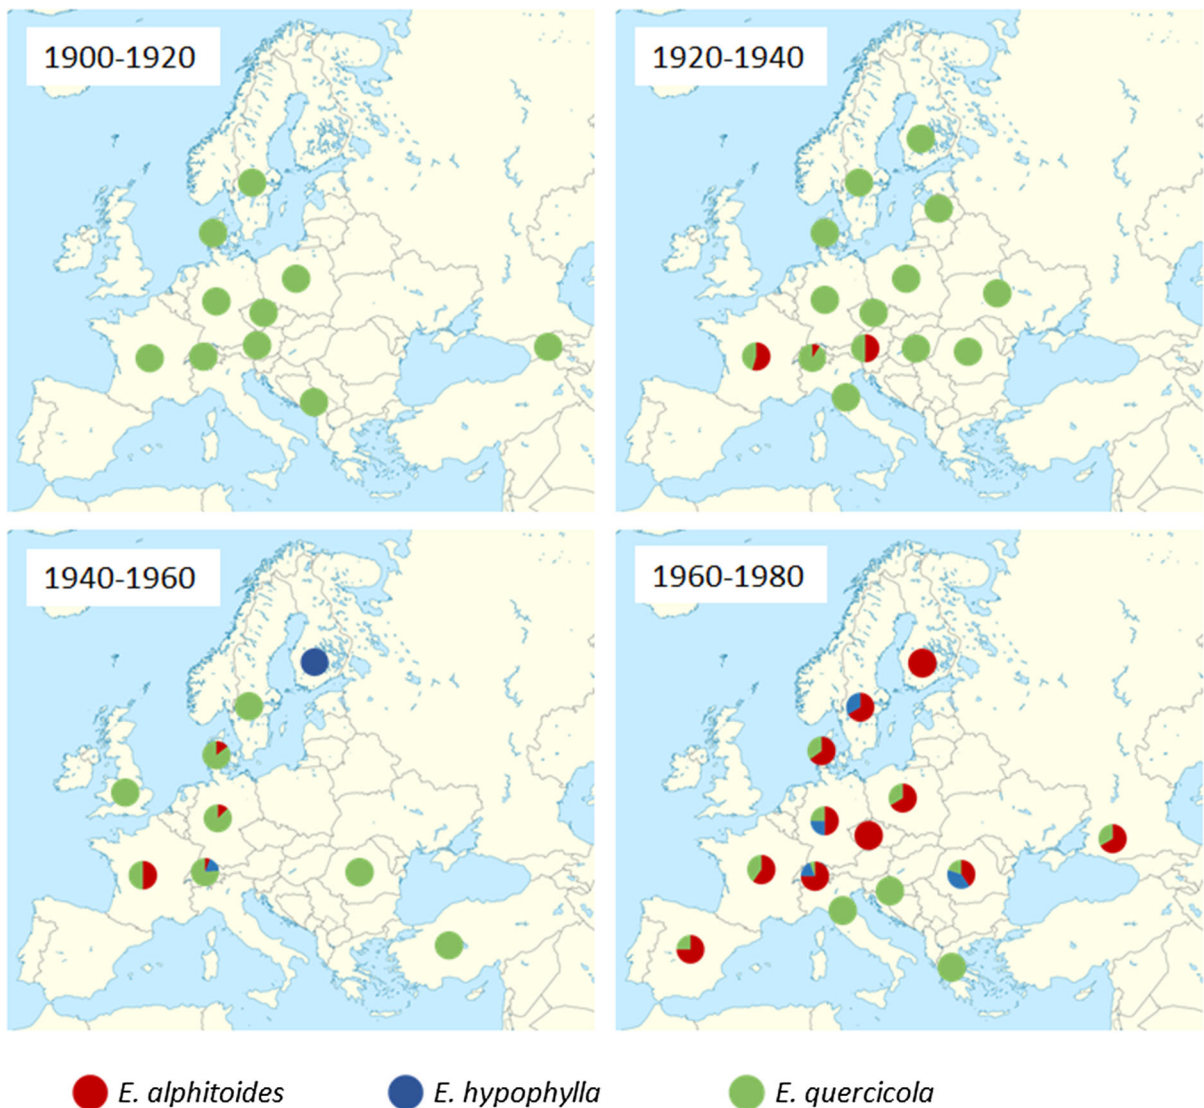 1900-1920
1920-1940
1940-1960
1960-1980
E. alphitoides
E. hypophylla
E. quercicola